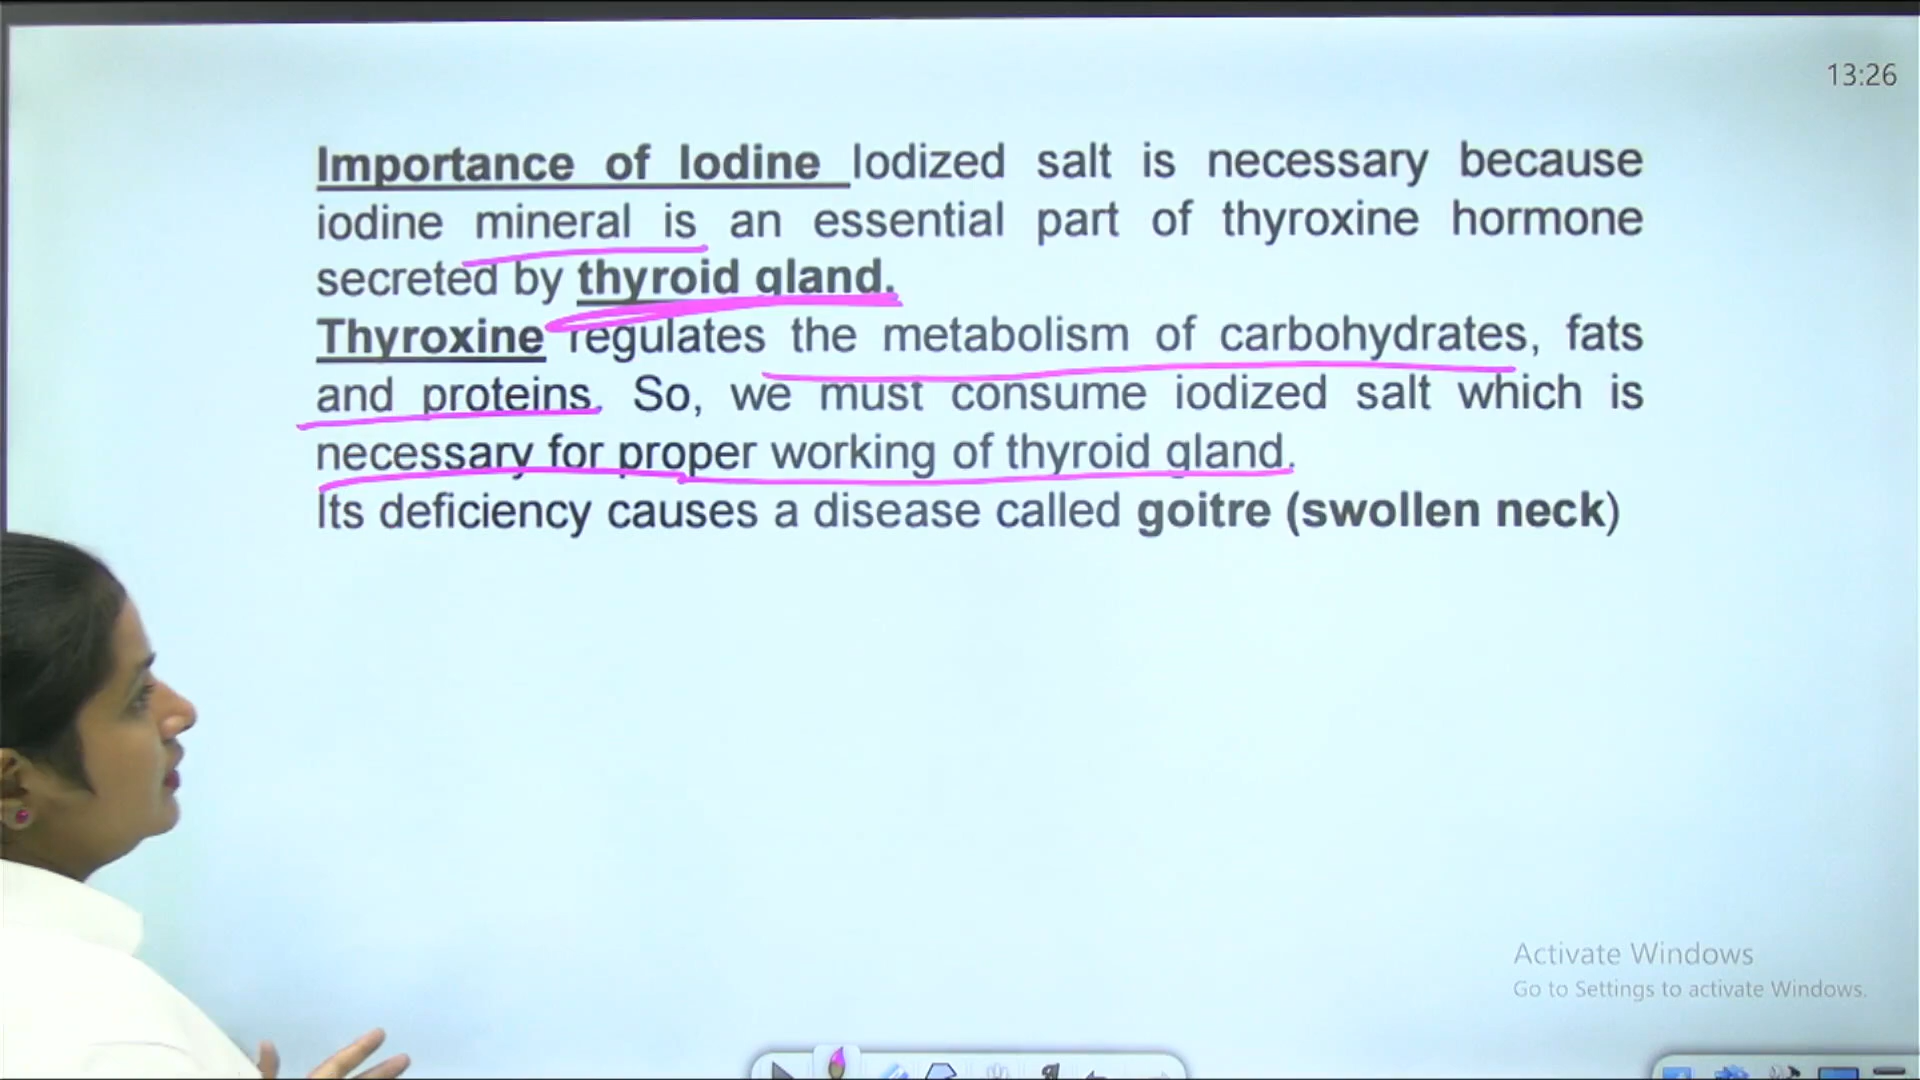 13:26
Importance of Iodine Iodized salt is necessary because
iodine mineral is an essential part of thyroxine hormone
secreted by thyroid gland.
Thyroxine regulates the metabolism of carbohydrates, fats
and proteins. So, we must consume iodized salt which is
necessary for proper working of thyroid gland.
Its deficiency causes a disease called goitre (swollen neck)
Activate Windows
Go to Settings to activate Windows.